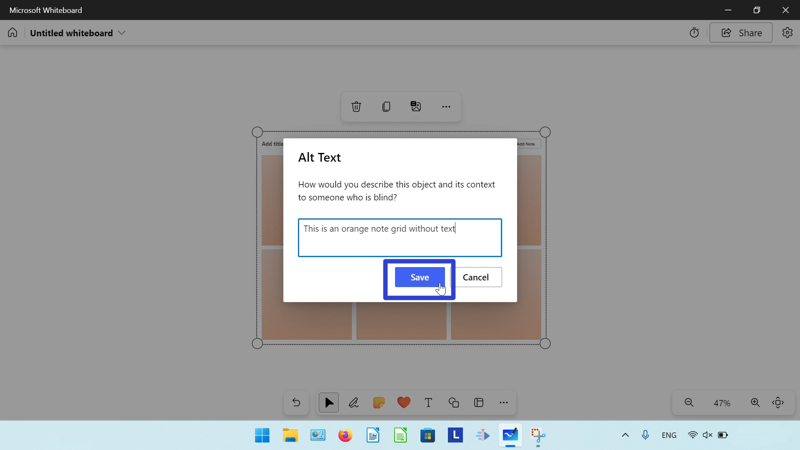 Microsoft Whiteboard
Untitled whiteboard
Share
Add title
Add Note
Alt Text
How would you describe this object and its context
to someone who is blind?
This is an orange note grid without text
Save
Cancel
T
47%
L
ENG